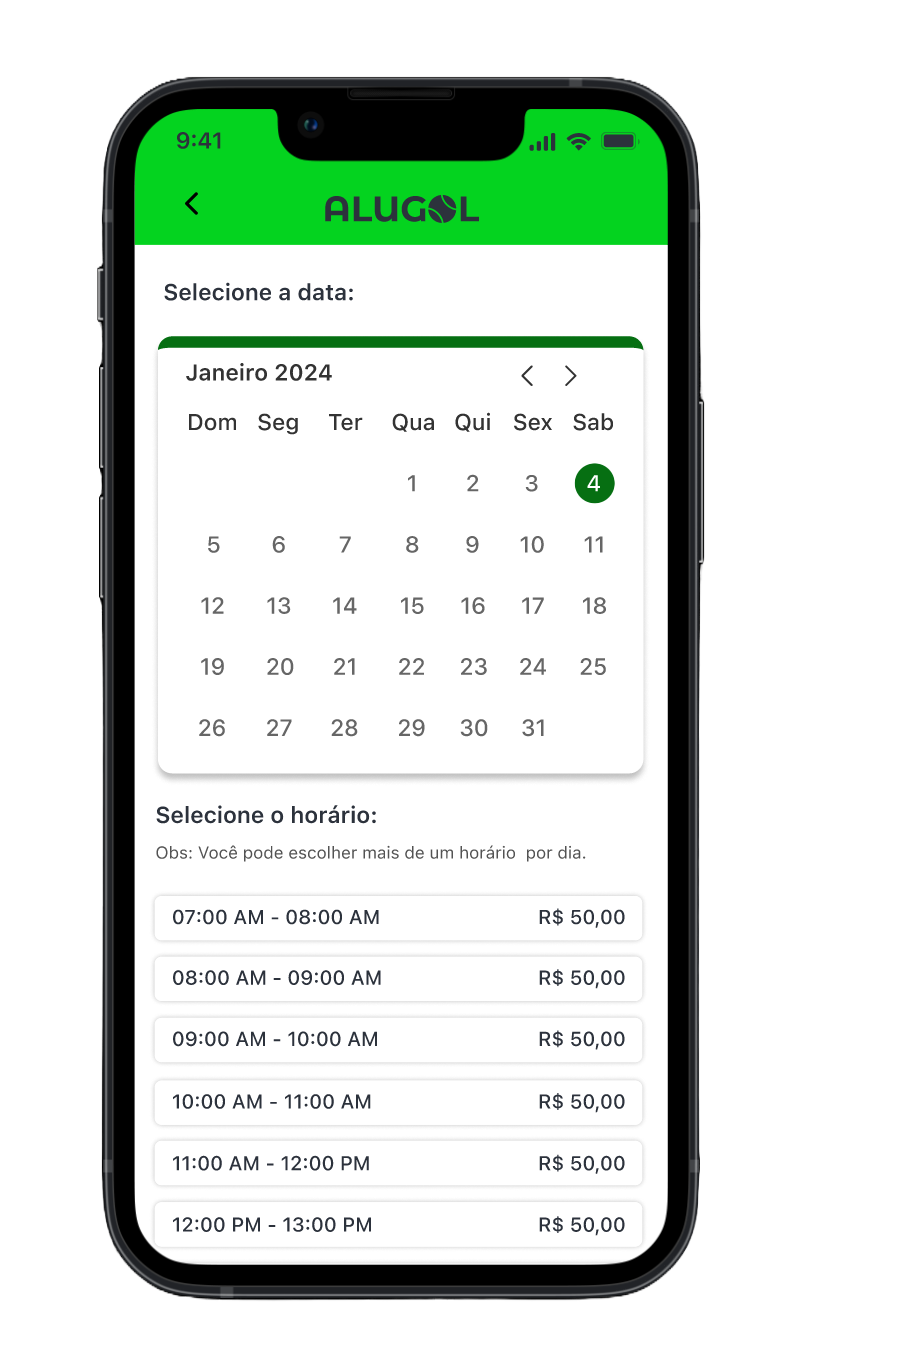 9:41
ALUGOL
Selecione a data:
Janeiro 2024
Dom Seg Ter Qua Qui Sex Sab
1 2 3 4
5 6 7 8 9 10 11
12 13 14 15 16 17 18
19 20 21 22 23 24 25
26 27 28 29 30 31
Selecione o horário:
Obs: Você pode escolher mais de um horário  por dia.
07:00 AM - 08:00 AM R$ 50,00
08:00 AM - 09:00 AM R$ 50,00
09:00 AM - 10:00 AM R$ 50,00
10:00 AM - 11:00 AM R$ 50,00
11:00 AM - 12:00 PM R$ 50,00
12:00 PM - 13:00 PM R$ 50,00